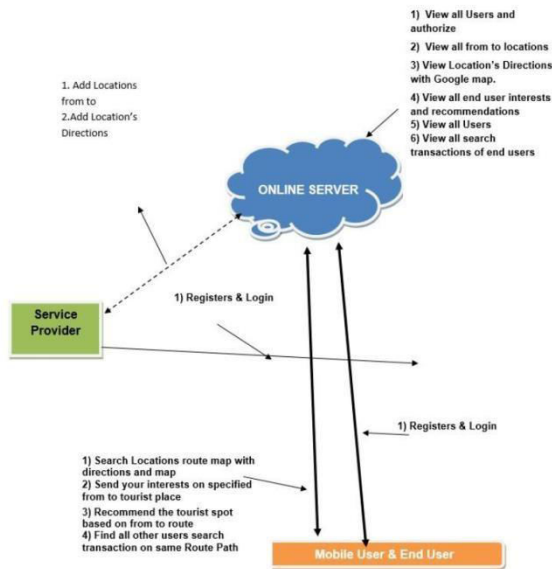 1) View all Users and
authorize
2) View all from to locations
3) View Location's Directions
with Google map.
4) View all end user interests
and recommendations
5) View all Users
6) View all search
transactions of end users
1. Add Locations
from to
2.Add Location's
Directions
ONLINE SERVER
1) Registers & Login
Service
Provider
1) Registers & Login
1) Search Locations route map with
directions and map
2) Send your interests on specified
from to tourist place
3) Recommend the tourist spot
based on from to route
4) Find all other users search
transaction on same Route Path
Mobile User & End User